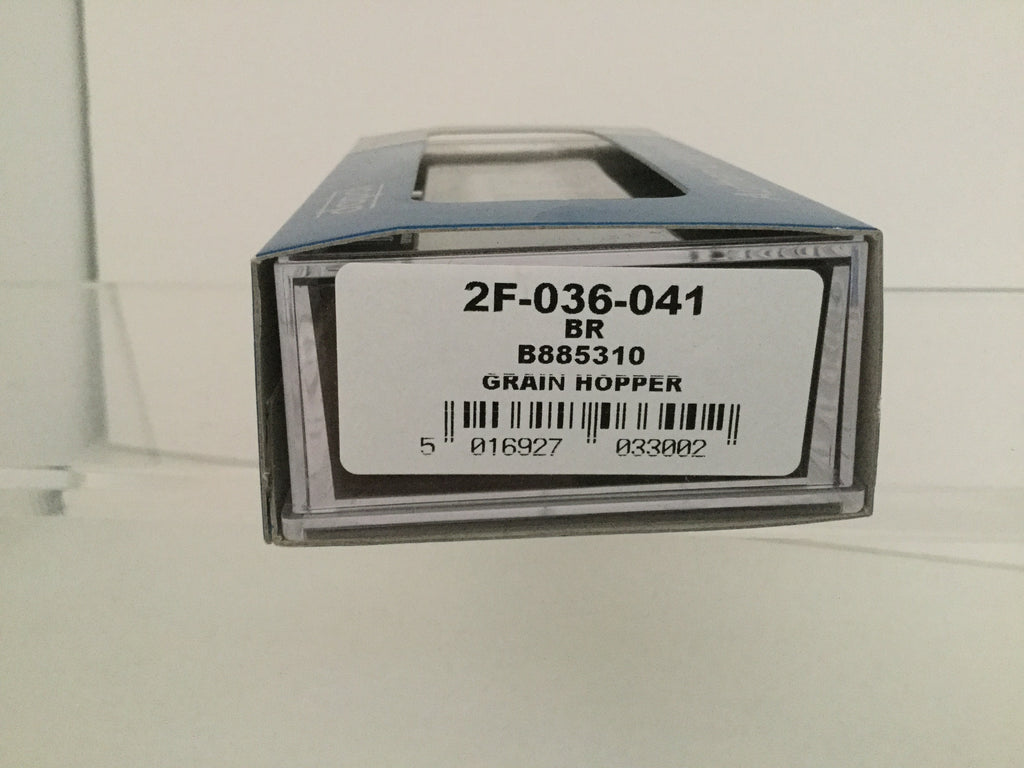 2F-036-041
BR
B885310
GRAIN HOPPER
5 016927 033002